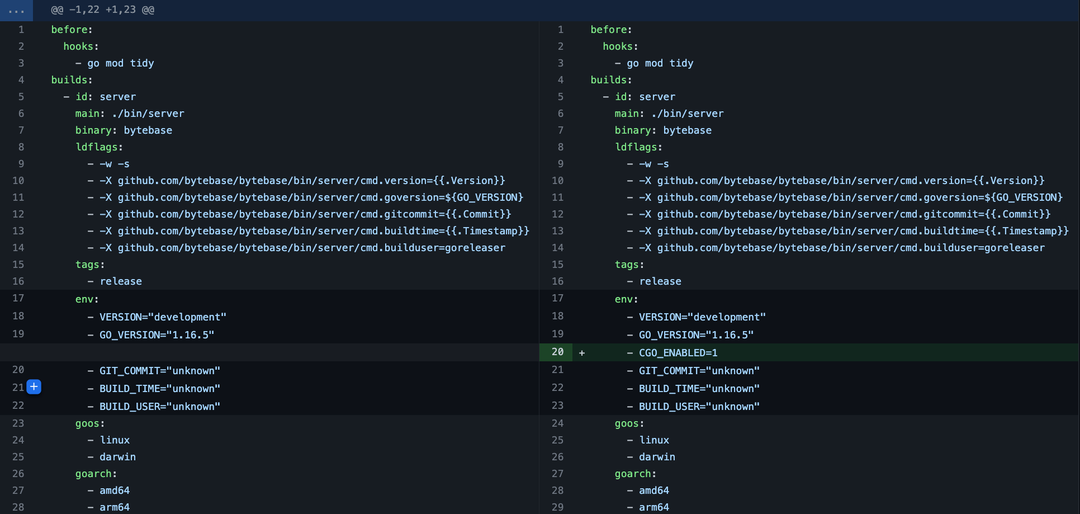 ... @@ -1,22 +1,23 @@
1 before:
2 hooks:
3 - go mod tidy
4 builds:
5 - id: server
6 main: ./bin/server
7 binary: bytebase
8 ldflags:
9 - -w -s
10 - -X github.com/bytebase/bytebase/bin/server/cmd.version={{.Version}}
11 - -X github.com/bytebase/bytebase/bin/server/cmd.goversion=${GO_VERSION}
12 - -X github.com/bytebase/bytebase/bin/server/cmd.gitcommit={{.Commit}}
13 - -X github.com/bytebase/bytebase/bin/server/cmd.buildtime={{.Timestamp}}
14 - -X github.com/bytebase/bytebase/bin/server/cmd.builduser=goreleaser
15 tags:
16 - release
17 env:
18 - VERSION="development"
19 - GO_VERSION="1.16.5"
20 - GIT_COMMIT="unknown"
21 + - BUILD_TIME="unknown"
22 - BUILD_USER="unknown"
23 goos:
24 - linux
25 - darwin
26 goarch:
27 - amd64
28 - arm64
1 before:
2 hooks:
3 - go mod tidy
4 builds:
5 - id: server
6 main: ./bin/server
7 binary: bytebase
8 ldflags:
9 - -w -s
10 - -X github.com/bytebase/bytebase/bin/server/cmd.version={{.Version}}
11 - -X github.com/bytebase/bytebase/bin/server/cmd.goversion=${GO_VERSION}
12 - -X github.com/bytebase/bytebase/bin/server/cmd.gitcommit={{.Commit}}
13 - -X github.com/bytebase/bytebase/bin/server/cmd.buildtime={{.Timestamp}}
14 - -X github.com/bytebase/bytebase/bin/server/cmd.builduser=goreleaser
15 tags:
16 - release
17 env:
18 - VERSION="development"
19 - GO_VERSION="1.16.5"
20 + - CGO_ENABLED=1
21 - GIT_COMMIT="unknown"
22 - BUILD_TIME="unknown"
23 - BUILD_USER="unknown"
24 goos:
25 - linux
26 - darwin
27 goarch:
28 - amd64
29 - arm64